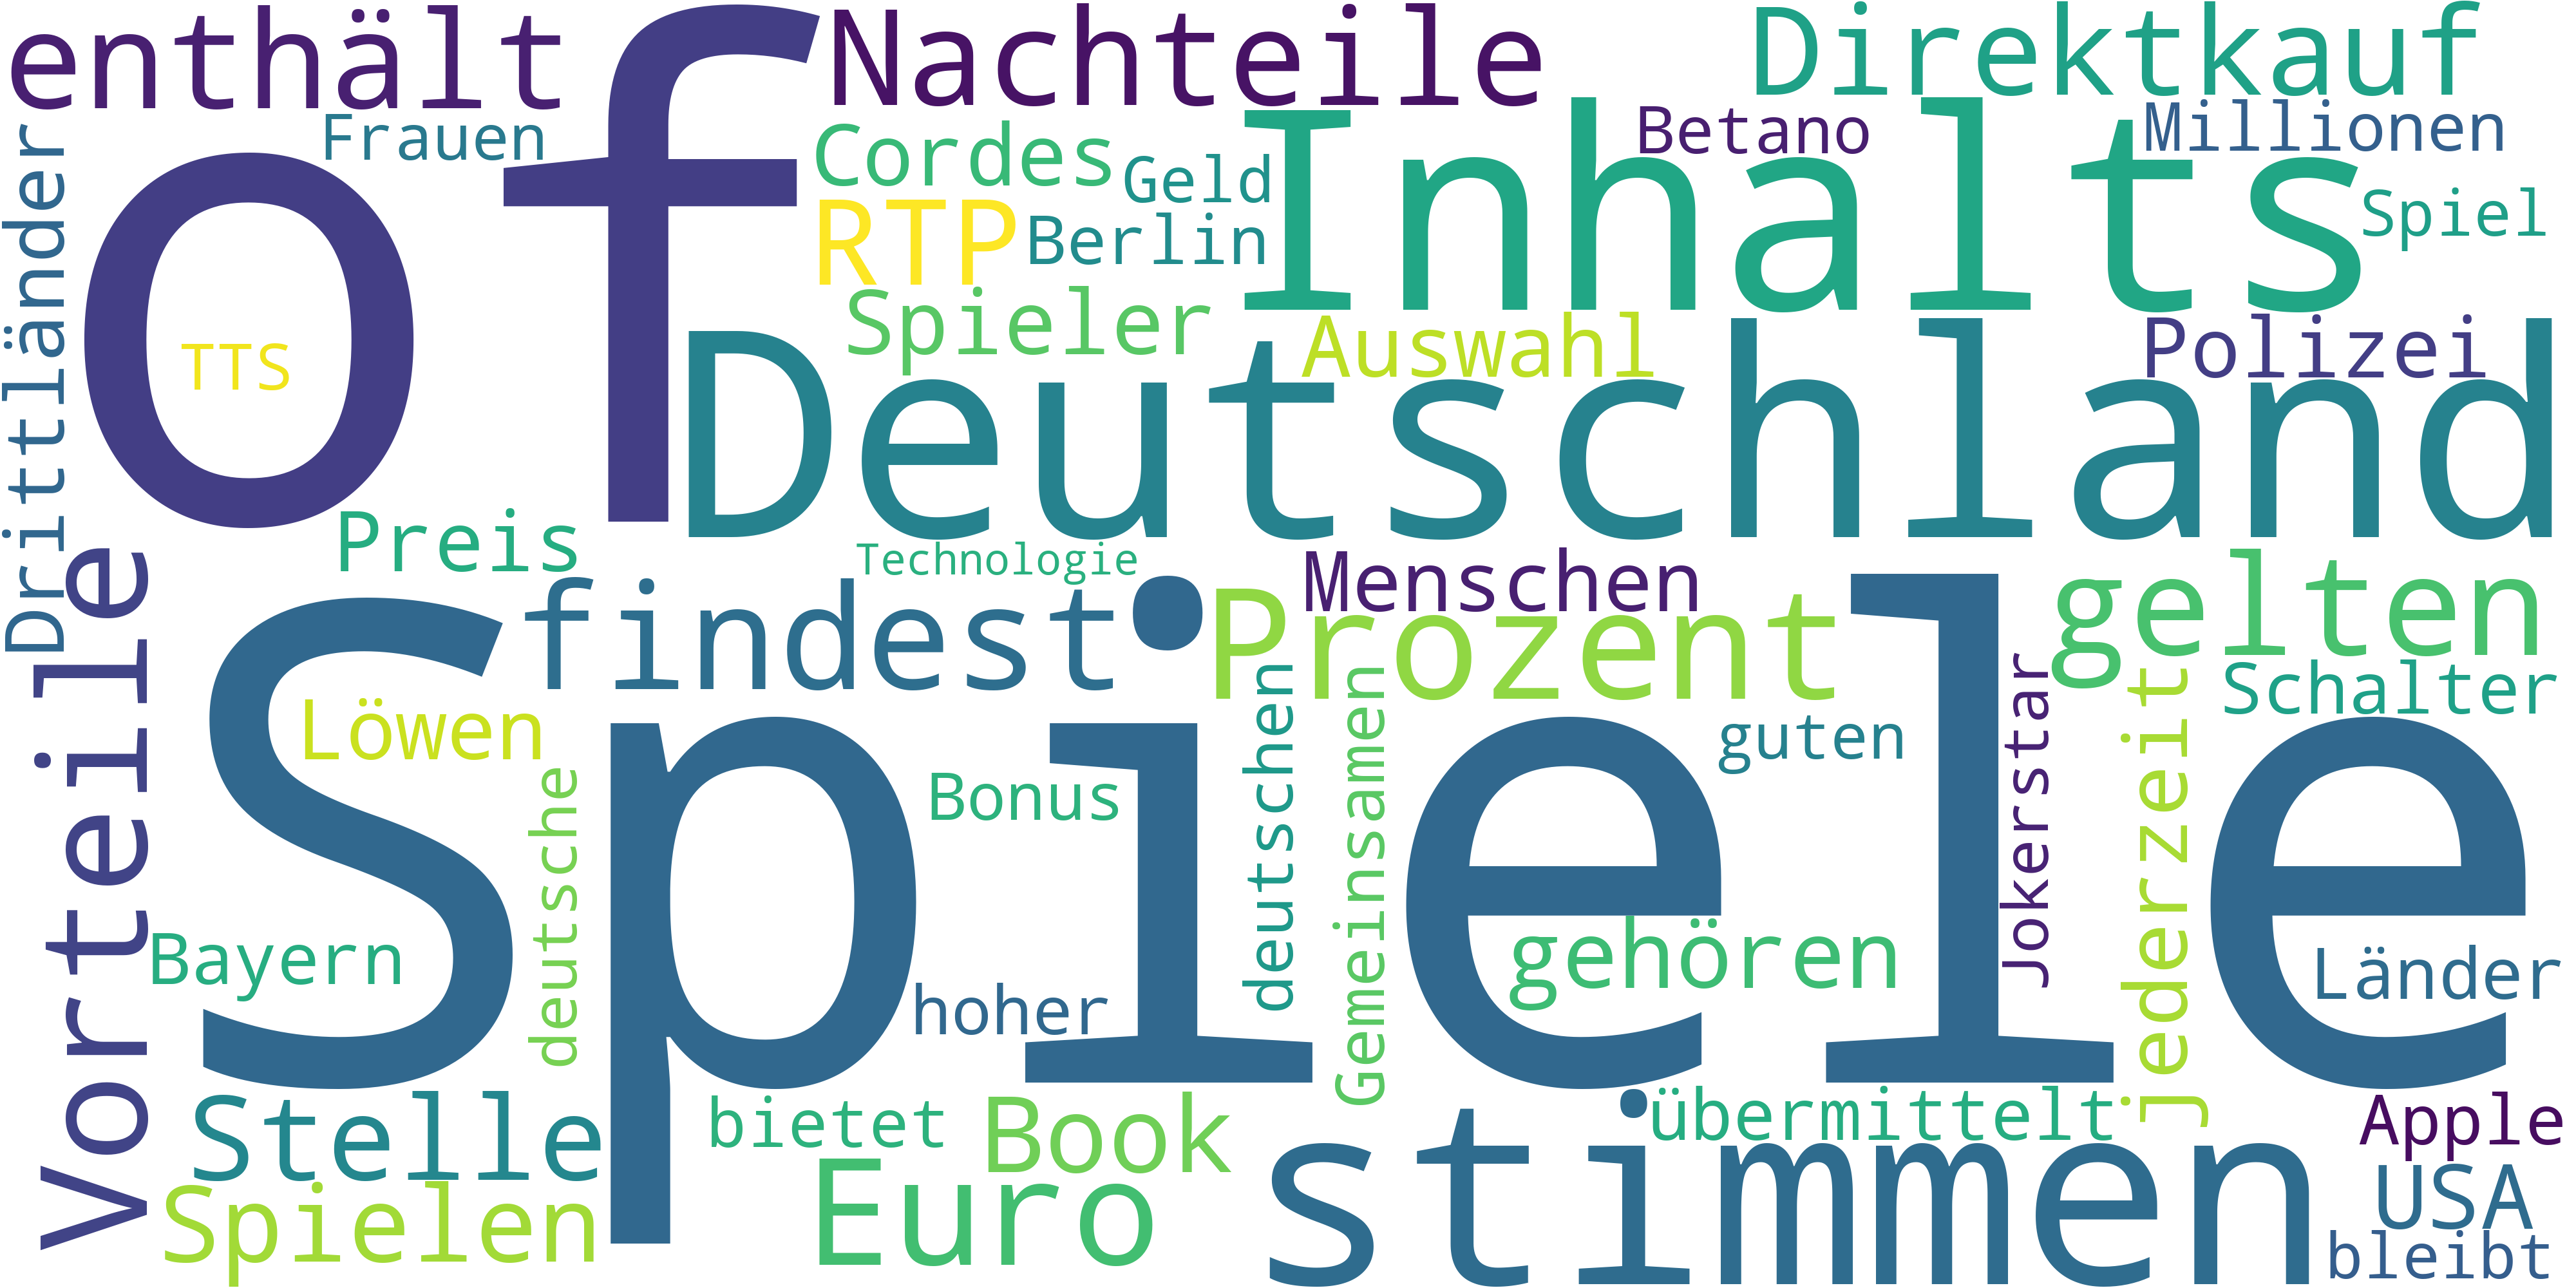 enthält
Nachteile
Direktkauf
Frauen
of
Cordes
Geld
Inhalts
Betano
Millionen
Drittländer
RTP
Berlin
Spiel
TTS
Spieler
Deutschland
Auswahl
Polizei
Preis
Technologie
Vorteile
findest
Prozent
Menschen
gelten
Spiele
Löwen
deutschen
Gemeinsamen
guten
Jokerstar
jederzeit
Schalter
deutsche
Bonus
Bayern
hoher
gehören
Länder
Stelle
bietet
Book
stimmen
übermittelt
Apple
Spielen
Euro
USA
bleibt